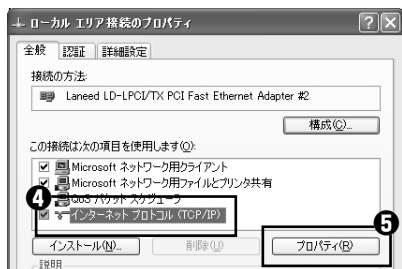 ローカル エリア接続のプロパティ
全般 認証 詳細設定
接続の方法:
Laneed LD-LPCI/TX PCI Fast Ethernet Adapter #2
構成(C)...
この接続は次の項目を使用します(O):
Microsoft ネットワーク用クライアント
Microsoft ネットワーク用ファイルとプリンタ共有
QoS パケット スケジューラ
❹
インターネット プロトコル (TCP/IP)
❺
インストール(N)... 削除(U) プロパティ(R)
説明